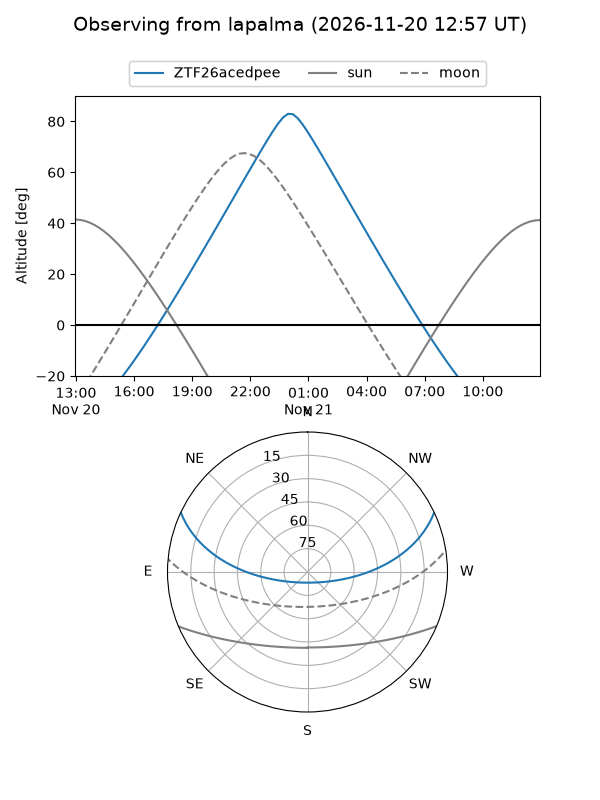 Observing from lapalma (2026-11-20 12:57 UT)
ZTF26acedpee sun moon
Altitude [deg]
80
60
40
20
0
−20
13:00 16:00 19:00 22:00 01:00 04:00 07:00 10:00
Nov 20 Nov 21
N
NE NW
15
30
45
60
75
E W
SE SW
S